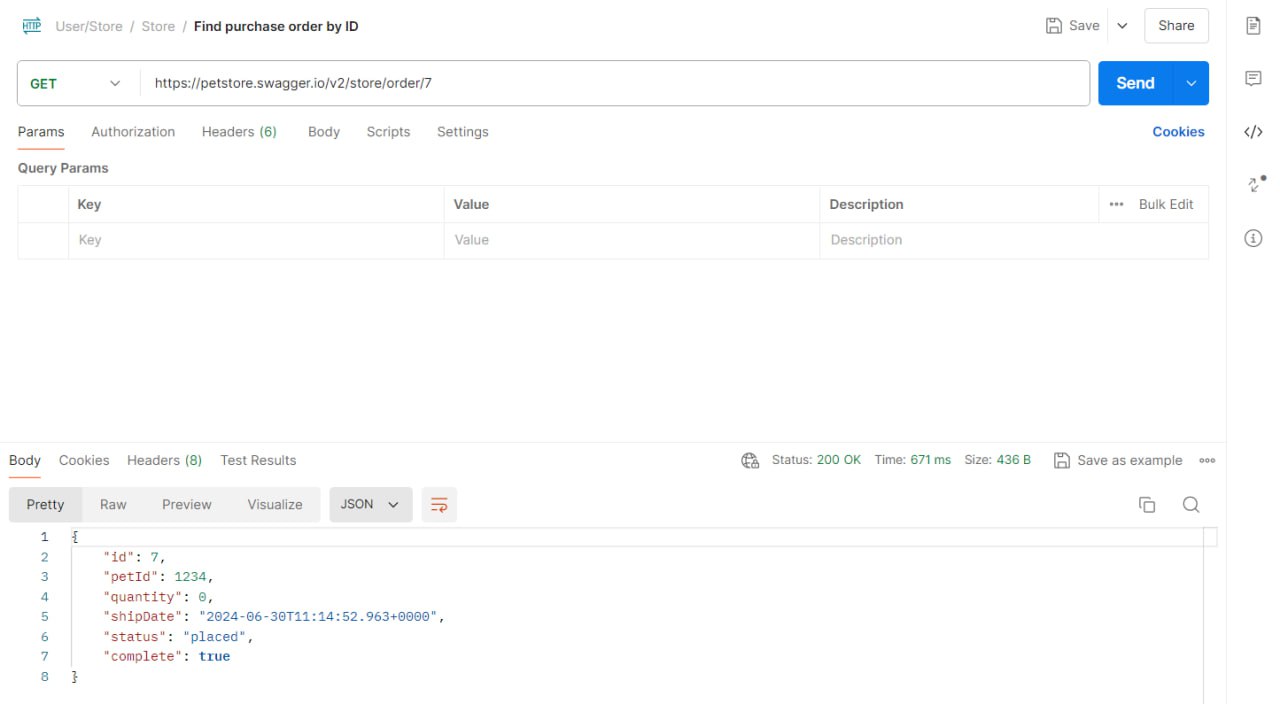 HTTP User/Store / Store / Find purchase order by ID Save Share
GET https://petstore.swagger.io/v2/store/order/7 Send
Params Authorization Headers (6) Body Scripts Settings Cookies
Query Params
Key Value Description ••• Bulk Edit
Key Value Description
Body Cookies Headers (8) Test Results Status: 200 OK Time: 671 ms Size: 436 B Save as example
Pretty Raw Preview Visualize JSON
1 {
2 "id": 7,
3 "petId": 1234,
4 "quantity": 0,
5 "shipDate": "2024-06-30T11:14:52.963+0000",
6 "status": "placed",
7 "complete": true
8 }